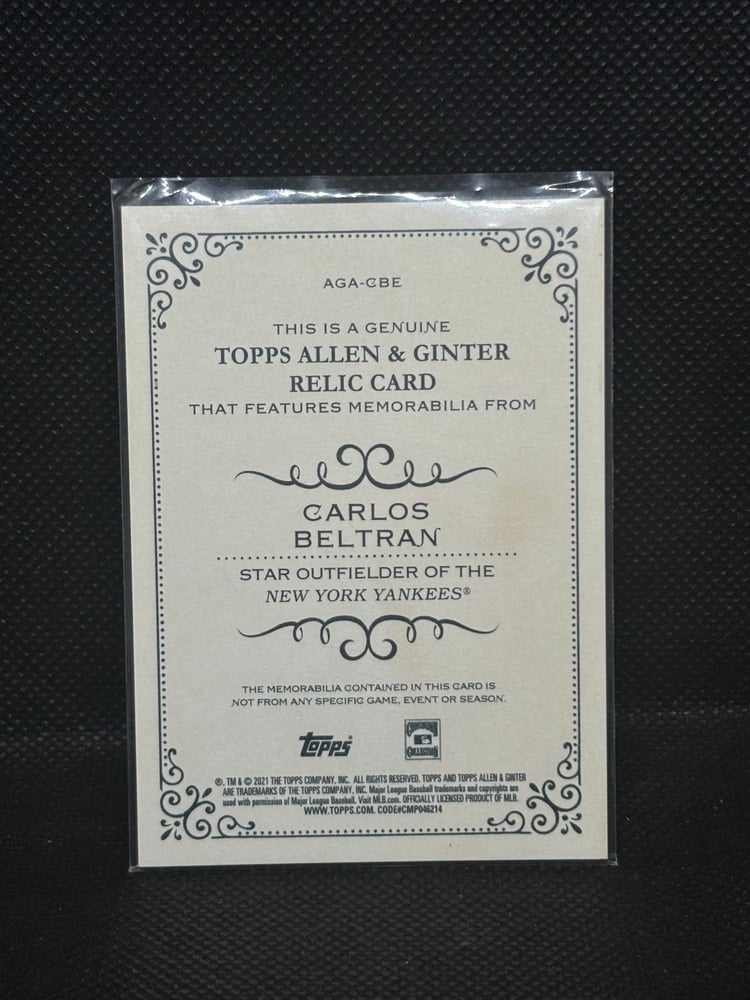 AGA-CBE
THIS IS A GENUINE
TOPPS ALLEN & GINTER
RELIC CARD
THAT FEATURES MEMORABILIA FROM
CARLOS
BELTRAN
STAR OUTFIELDER OF THE
NEW YORK YANKEES®
THE MEMORABILIA CONTAINED IN THIS CARD IS
NOT FROM ANY SPECIFIC GAME, EVENT OR SEASON.
topps®
COOPERSTOWN
COLLECTION
®, TM & © 2021 THE TOPPS COMPANY, INC. ALL RIGHTS RESERVED. TOPPS AND TOPPS ALLEN & GINTER
ARE TRADEMARKS OF THE TOPPS COMPANY, INC. Major League Baseball trademarks and copyrights are
used with permission of Major League Baseball. Visit MLB.com. OFFICIALLY LICENSED PRODUCT OF MLB.
WWW.TOPPS.COM. CODE#CMP046214